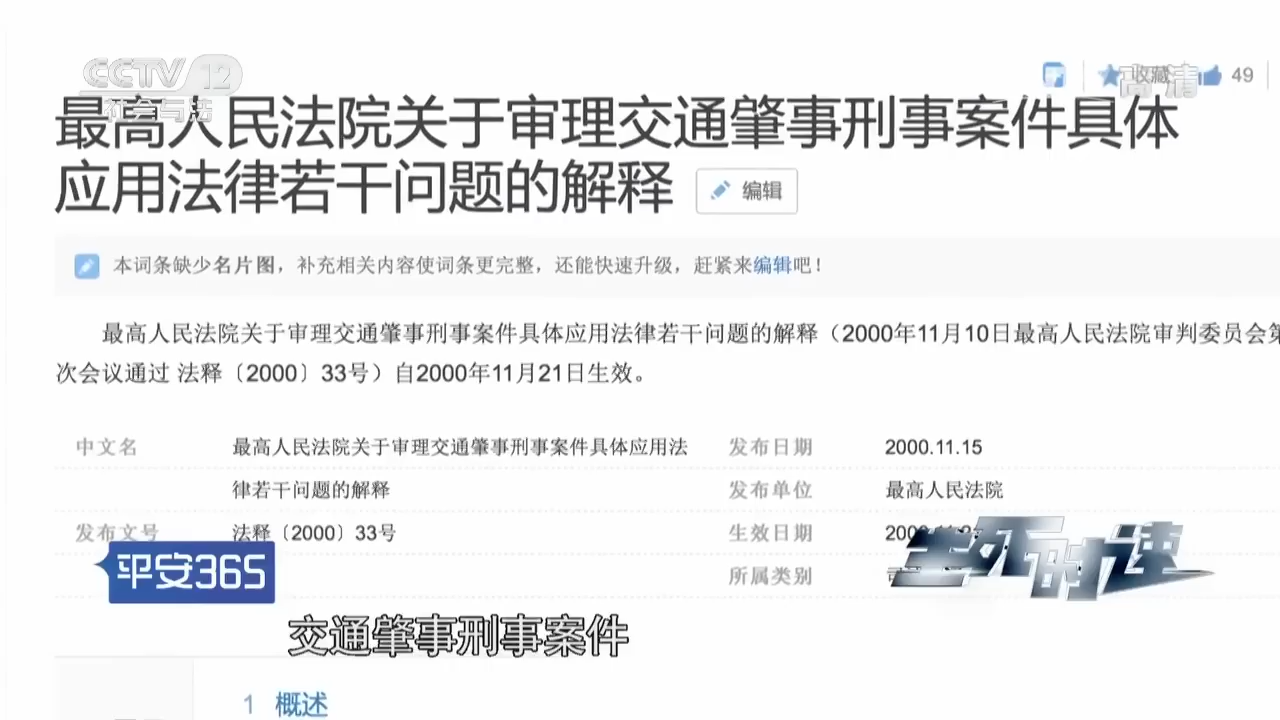 CCTV 12
社会与法
收藏
高清
49
最高人民法院关于审理交通肇事刑事案件具体
应用法律若干问题的解释
编辑
本词条缺少名片图，补充相关内容使词条更完整，还能快速升级，赶紧来编辑吧！
最高人民法院关于审理交通肇事刑事案件具体应用法律若干问题的解释（2000年11月10日最高人民法院审判委员会第
次会议通过 法释〔2000〕33号）自2000年11月21日生效。
中文名 最高人民法院关于审理交通肇事刑事案件具体应用法 发布日期 2000.11.15
律若干问题的解释 发布单位 最高人民法院
发布文号 法释〔2000〕33号 生效日期
所属类别
平安365
生死时速
交通肇事刑事案件
1 概述